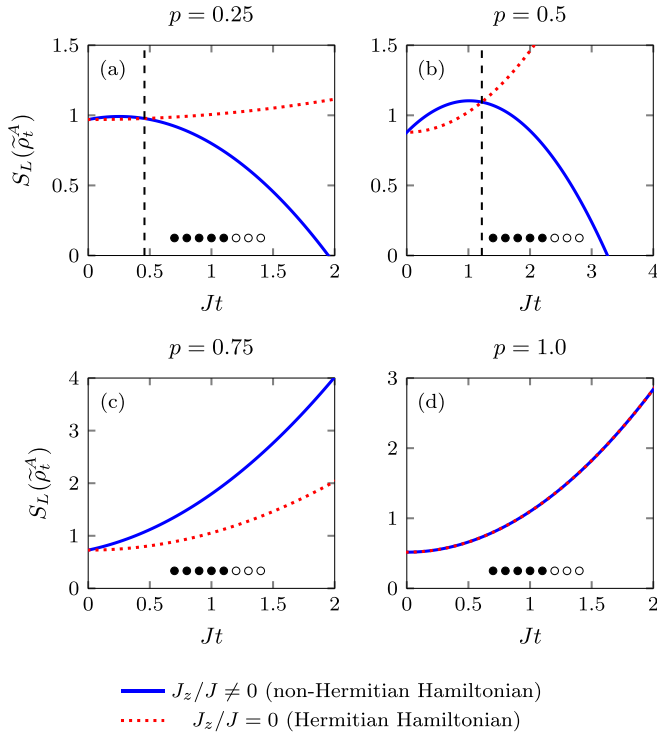 p = 0.25
p = 0.5
(a)
(b)
S_L(ρ̃_t^A)
0 0.5 1 1.5
0 0.5 1 1.5 2
0 0.5 1 1.5
0 1 2 3 4
Jt
Jt
p = 0.75
p = 1.0
(c)
(d)
S_L(ρ̃_t^A)
0 1 2 3 4
0 0.5 1 1.5 2
0 1 2 3
0 0.5 1 1.5 2
Jt
Jt
J_z/J ≠ 0 (non-Hermitian Hamiltonian)
J_z/J = 0 (Hermitian Hamiltonian)